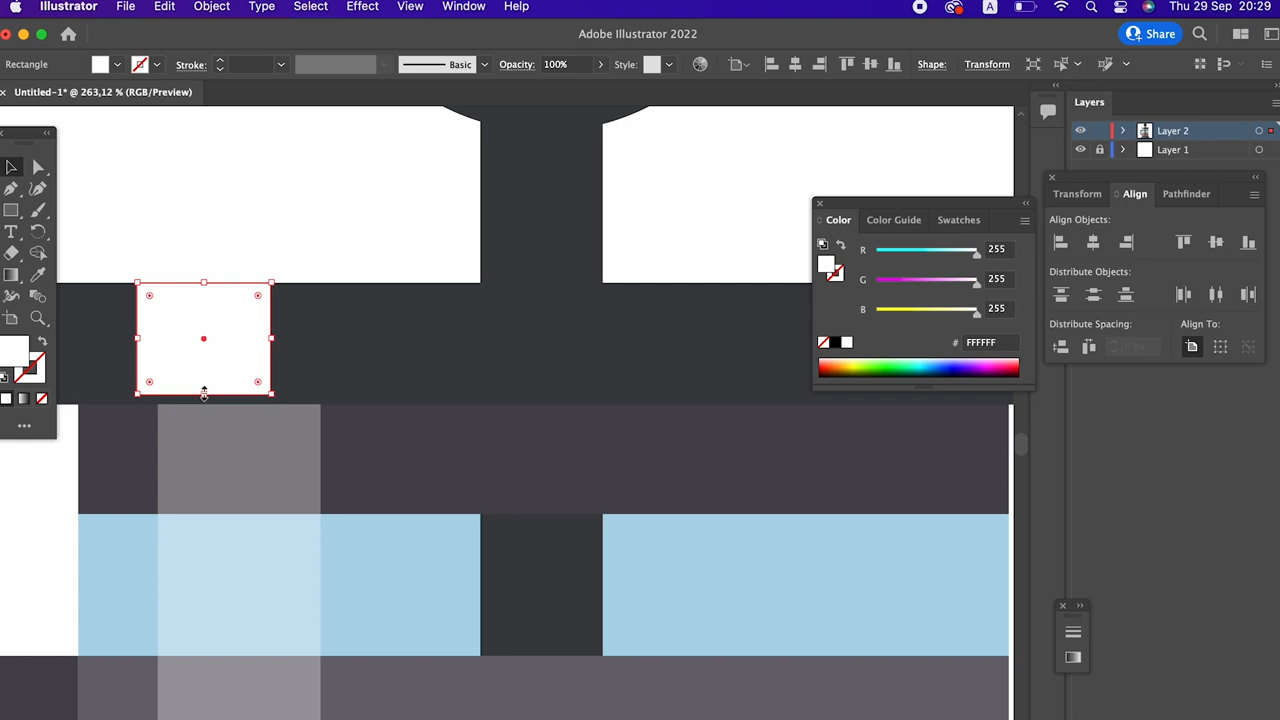 Illustrator File Edit Object Type Select Effect View Window Help A Thu 29 Sep 20:29
Adobe Illustrator 2022 Share
Rectangle Stroke: Basic Opacity: 100% Style: Shape: Transform
× Untitled-1* @ 263,12 % (RGB/Preview)
Layers
Layer 2
Layer 1
Transform Align Pathfinder
Align Objects:
Distribute Objects:
Distribute Spacing: Align To:
Color Color Guide Swatches
R 255
G 255
B 255
# FFFFFF
T